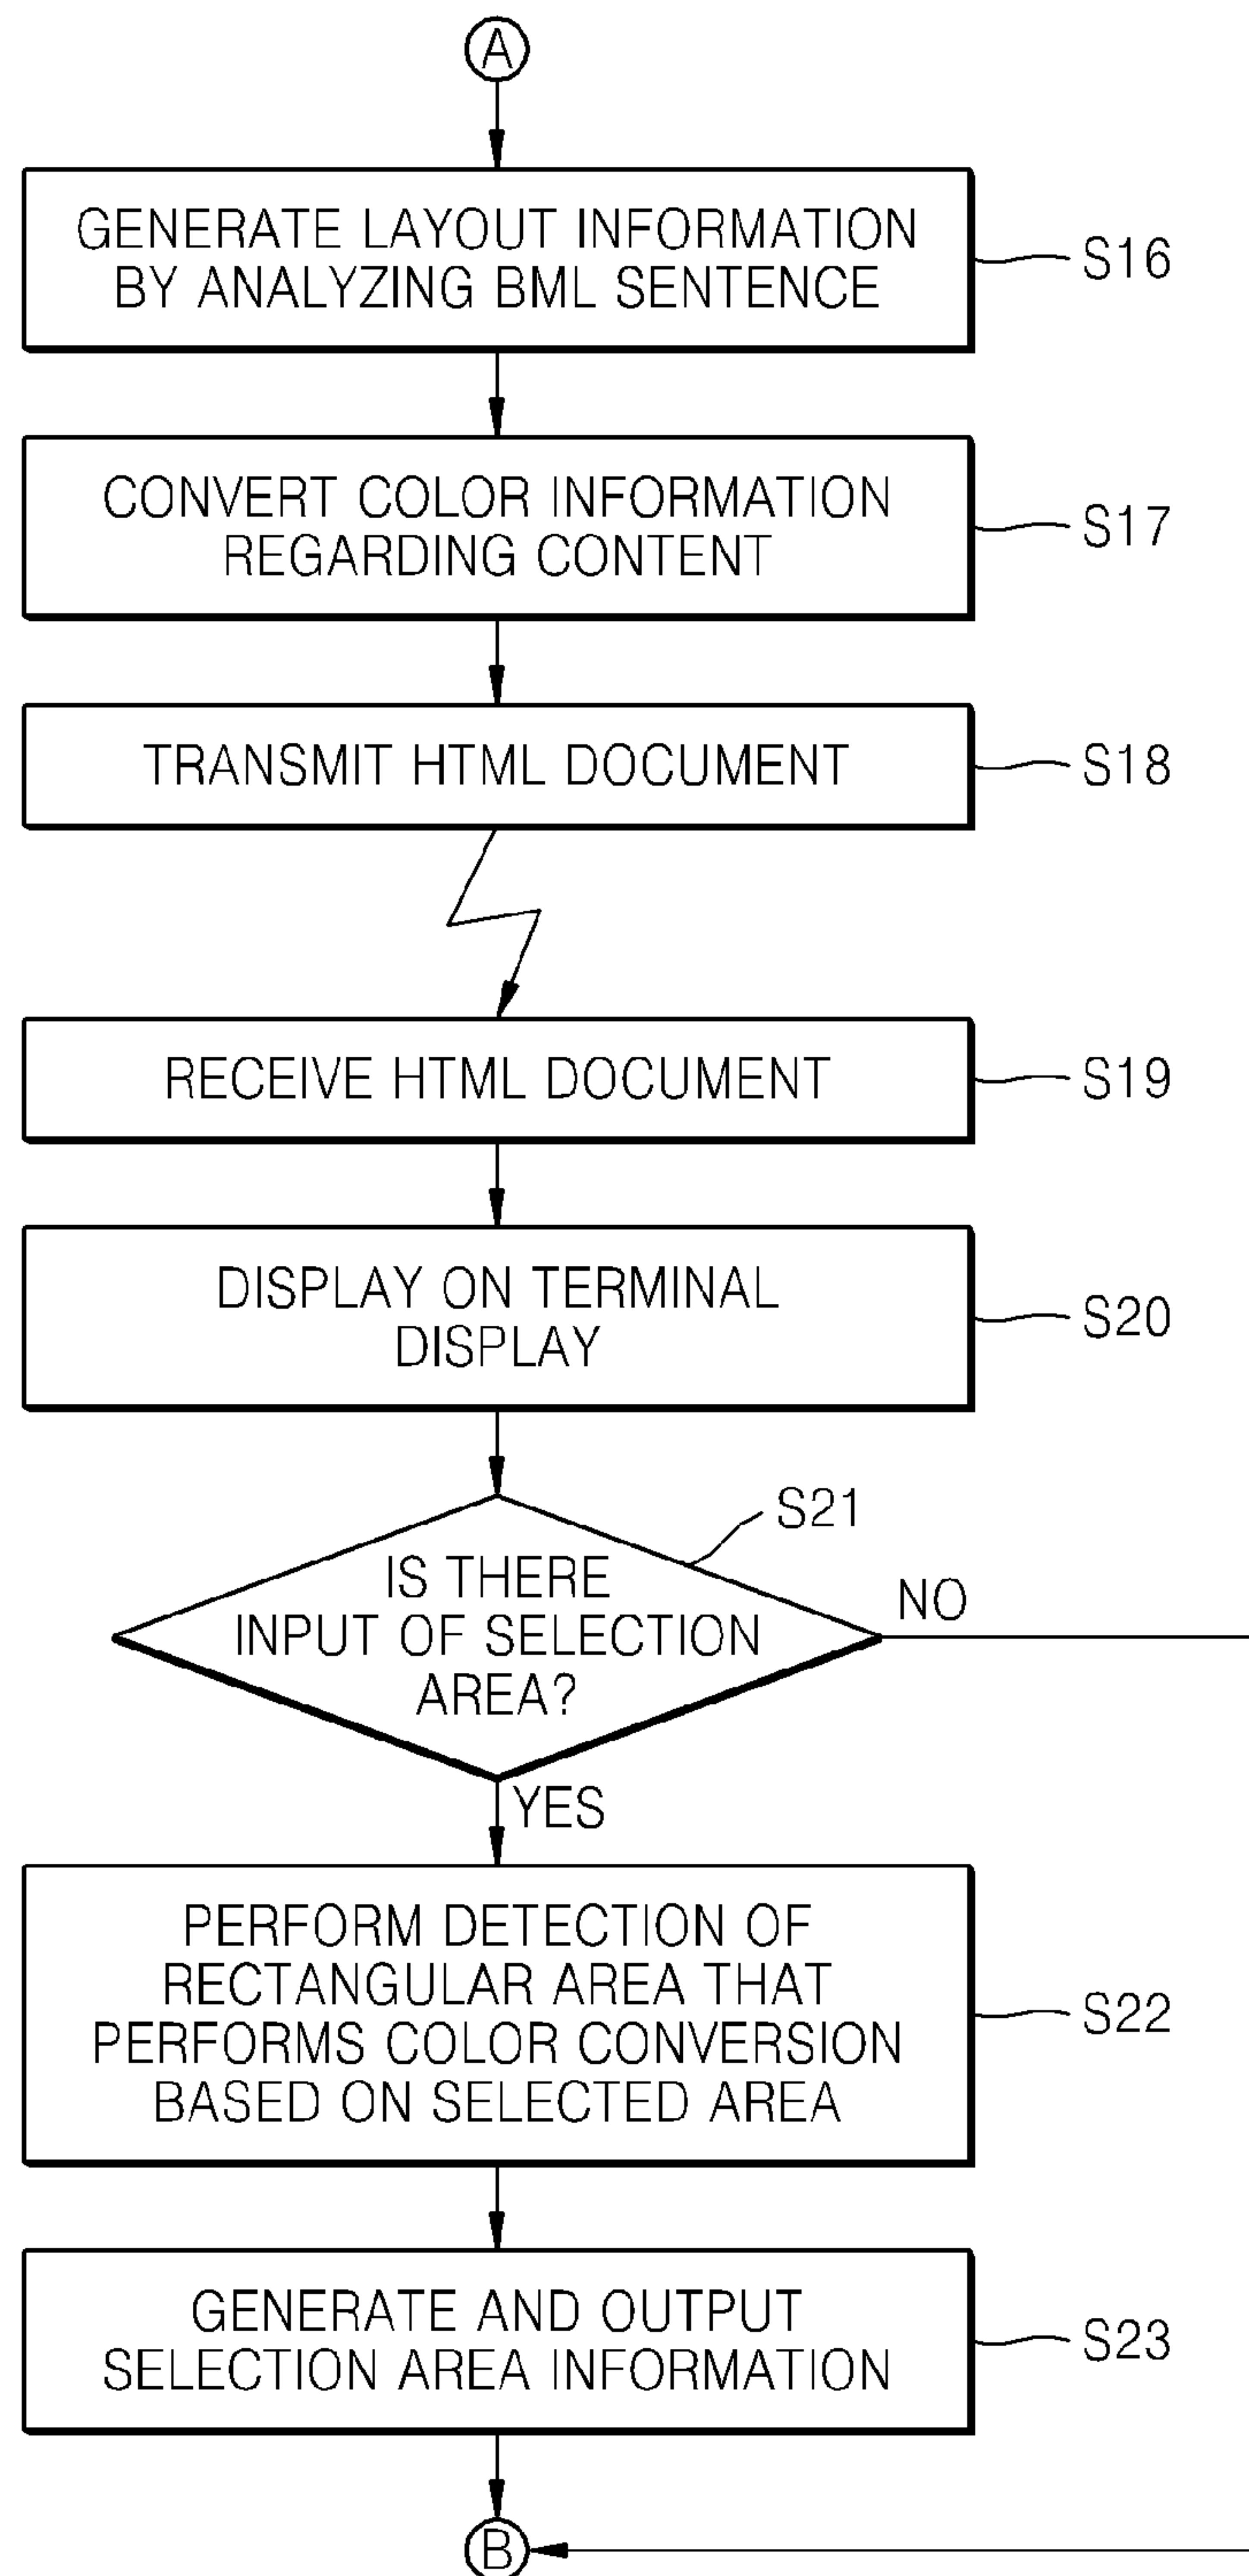 A
GENERATE LAYOUT INFORMATION
BY ANALYZING BML SENTENCE
S16
CONVERT COLOR INFORMATION
REGARDING CONTENT
S17
TRANSMIT HTML DOCUMENT
S18
RECEIVE HTML DOCUMENT
S19
DISPLAY ON TERMINAL
DISPLAY
S20
S21
IS THERE
INPUT OF SELECTION
AREA?
NO
YES
PERFORM DETECTION OF
RECTANGULAR AREA THAT
PERFORMS COLOR CONVERSION
BASED ON SELECTED AREA
S22
GENERATE AND OUTPUT
SELECTION AREA INFORMATION
S23
B